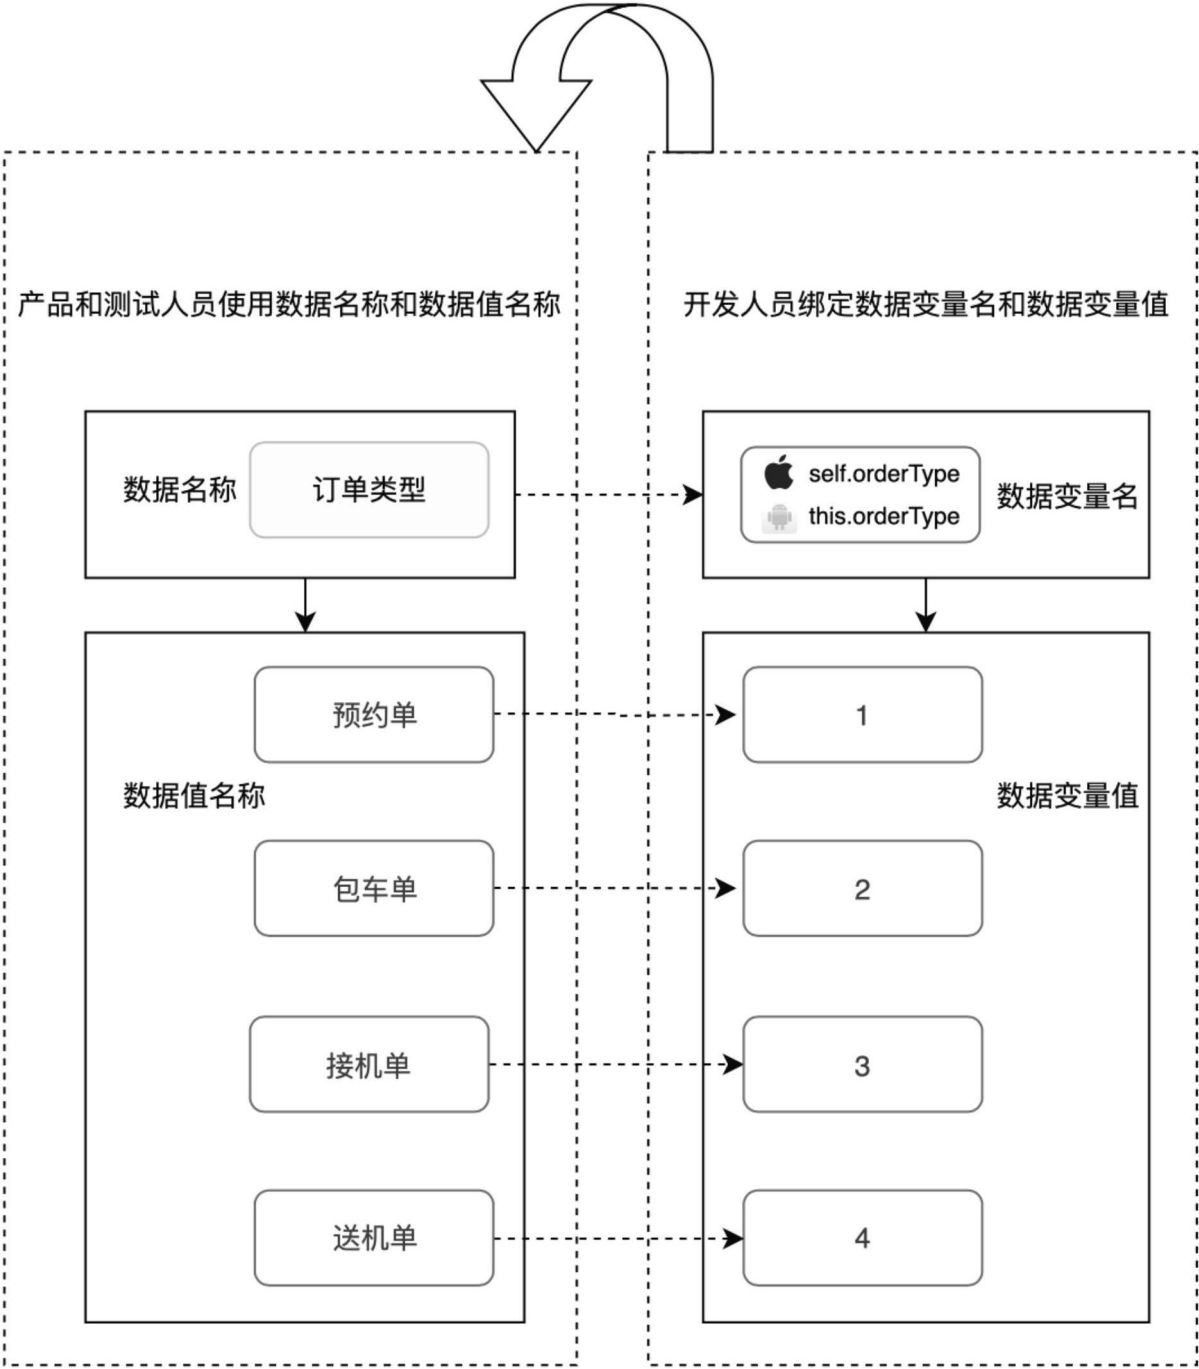 产品和测试人员使用数据名称和数据值名称
开发人员绑定数据变量名和数据变量值
数据名称
订单类型
self.orderType
this.orderType
数据变量名
预约单
1
数据值名称
数据变量值
包车单
2
接机单
3
送机单
4